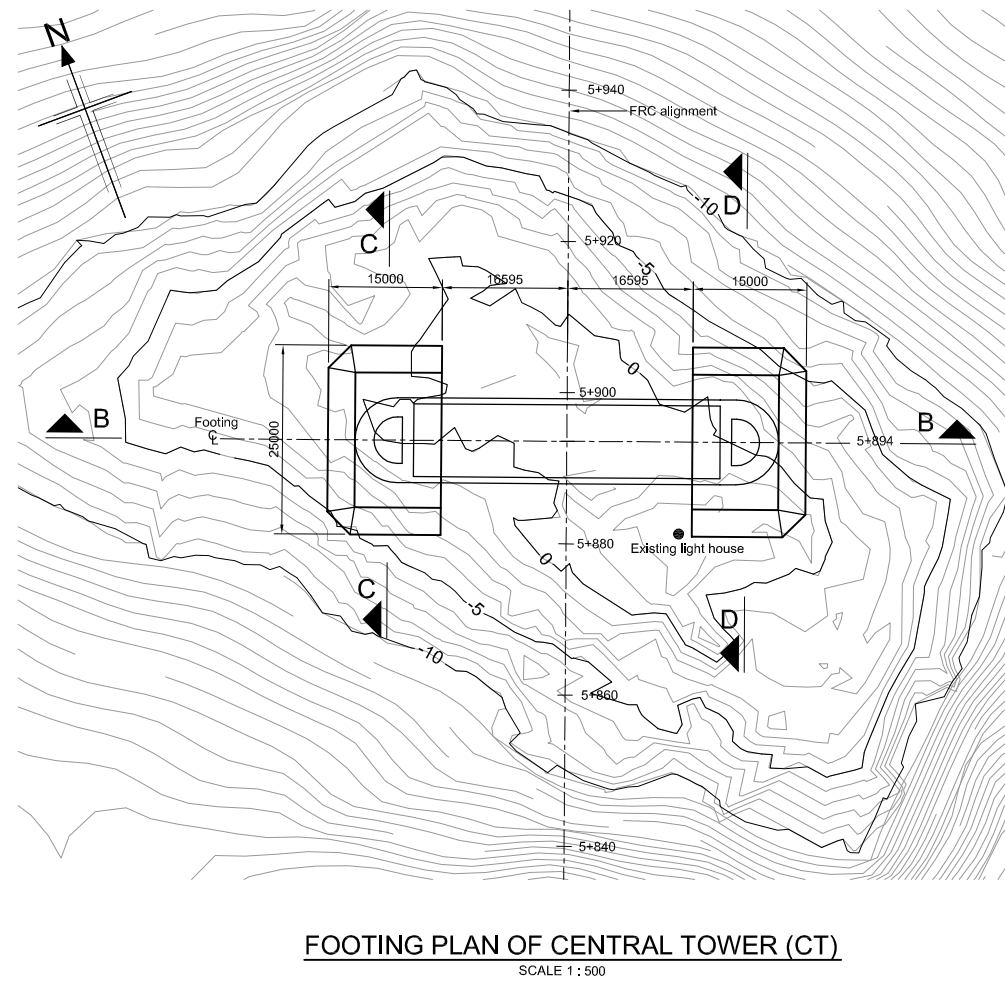 N
5+940
FRC alignment
-10
D
C
5+920
-5
15000
16595
16595
15000
0
5+900
B
Footing
CL
25000
5+894
B
5+880
Existing light house
0
C
-5
D
-10
5+860
5+840
FOOTING PLAN OF CENTRAL TOWER (CT)
SCALE 1 : 500